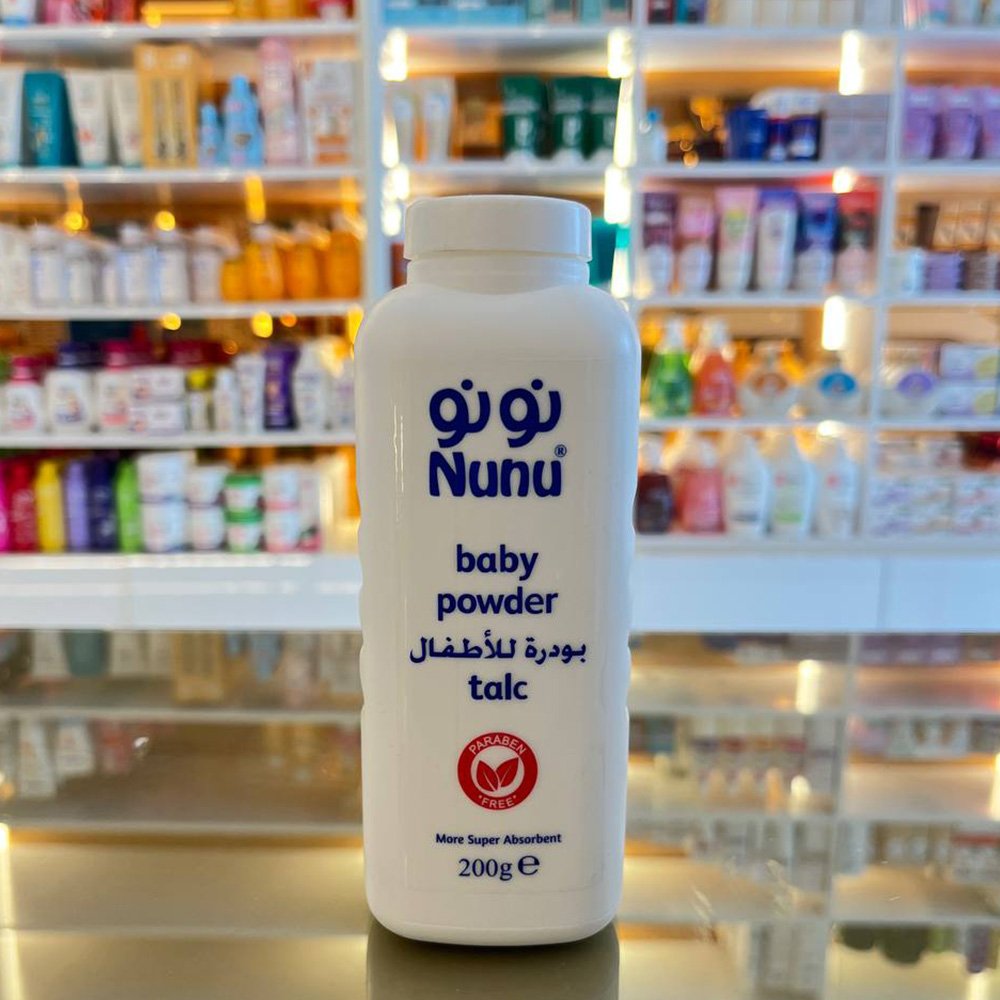 نونو
Nunu®
baby
powder
بودرة للأطفال
talc
PARABEN
FREE
More Super Absorbent
200g ℮